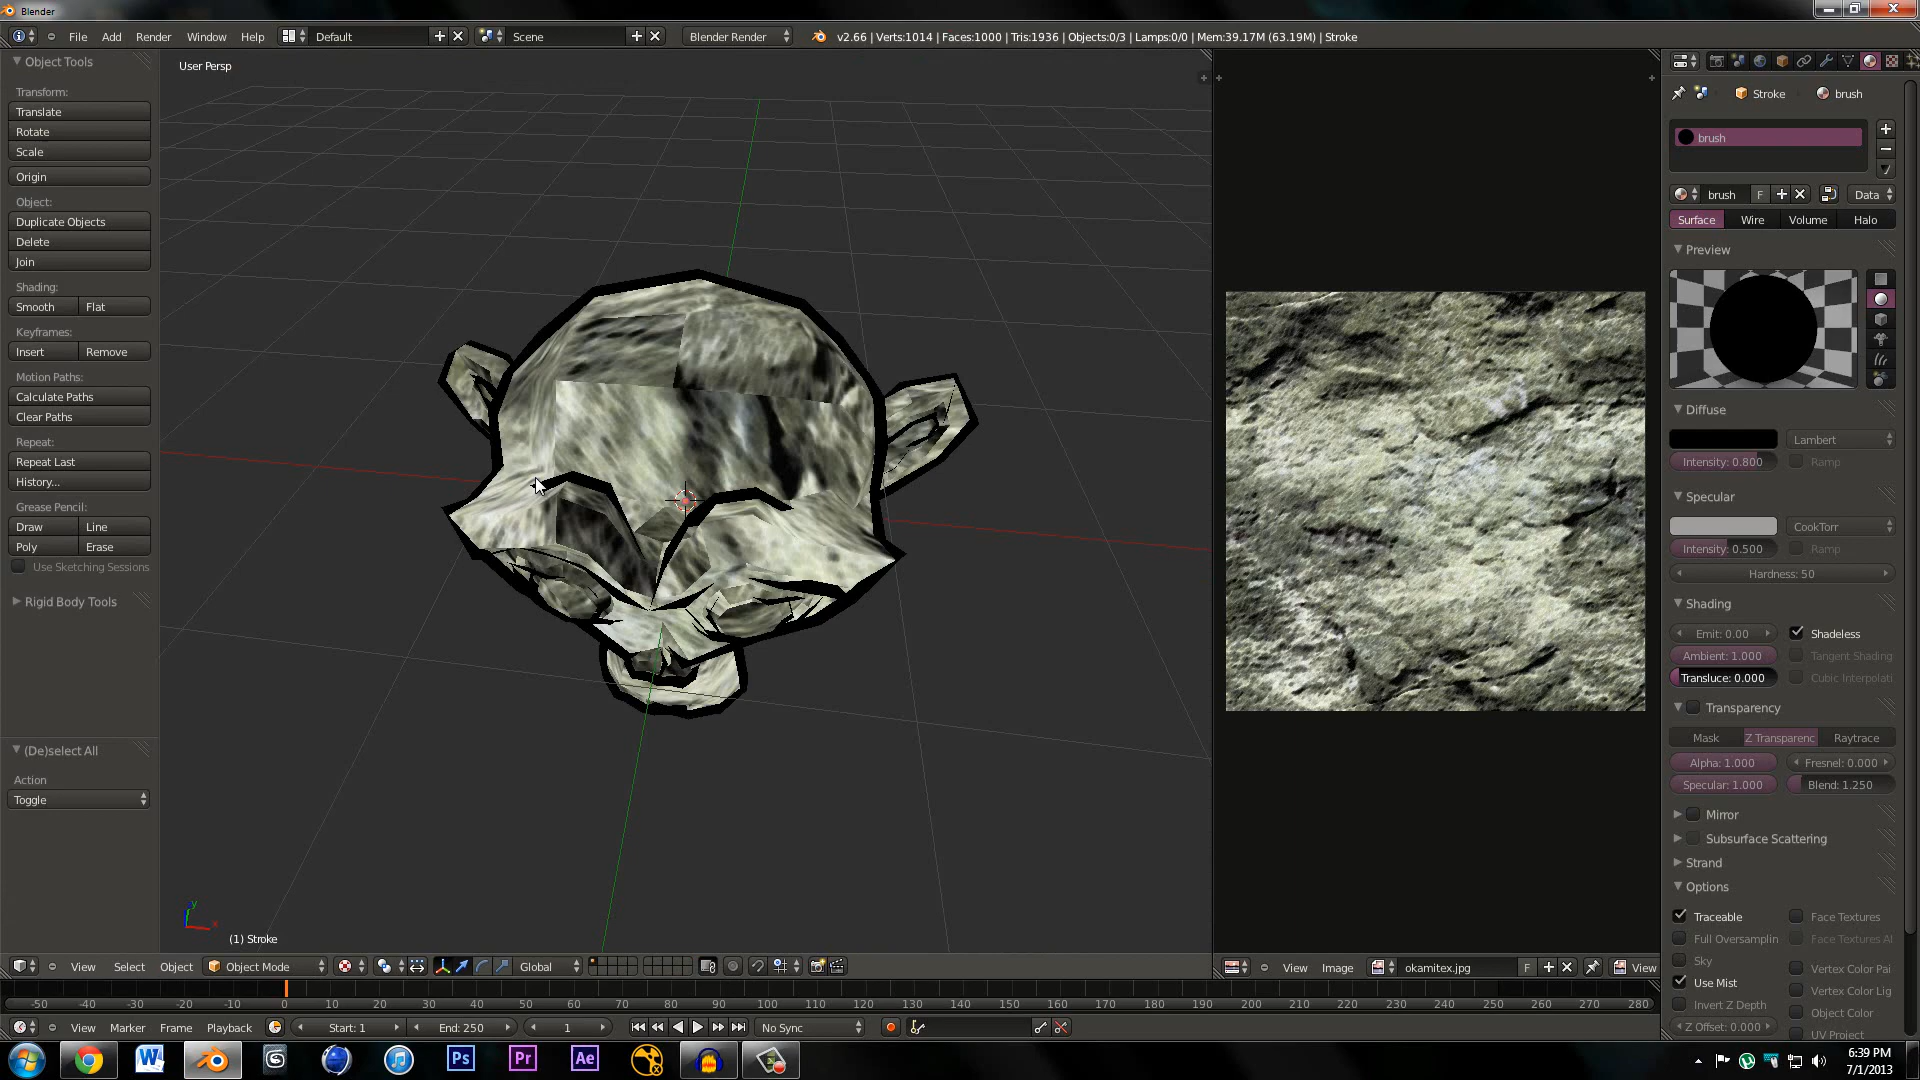 Blender
File Add Render Window Help Default Scene Blender Render v2.66 | Verts:1014 | Faces:1000 | Tris:1936 | Objects:0/3 | Lamps:0/0 | Mem:39.17M (63.19M) | Stroke
Object Tools
Transform:
Translate
Rotate
Scale
Origin
Object:
Duplicate Objects
Delete
Join
Shading:
Smooth Flat
Keyframes:
Insert Remove
Motion Paths:
Calculate Paths
Clear Paths
Repeat:
Repeat Last
History...
Grease Pencil:
Draw Line
Poly Erase
Use Sketching Sessions
Rigid Body Tools
(De)select All
Action
Toggle
User Persp
y
x
(1) Stroke
View Select Object Object Mode Global
View Image okamitex.jpg F View
Stroke brush
brush
brush F Data
Surface Wire Volume Halo
Preview
Diffuse
Lambert
Intensity: 0.800 Ramp
Specular
CookTorr
Intensity: 0.500 Ramp
Hardness: 50
Shading
Emit: 0.00 Shadeless
Ambient: 1.000 Tangent Shading
Transluce: 0.000 Cubic Interpolati
Transparency
Mask Z Transparenc Raytrace
Alpha: 1.000 Fresnel: 0.000
Specular: 1.000 Blend: 1.250
Mirror
Subsurface Scattering
Strand
Options
Traceable Face Textures
Full Oversamplin Face Textures Al
Sky Vertex Color Pai
Use Mist Vertex Color Lig
Invert Z Depth Object Color
Z Offset: 0.000 UV Project
-50 -40 -30 -20 -10 0 10 20 30 40 50 60 70 80 90 100 110 120 130 140 150 160 170 180 190 200 210 220 230 240 250 260 270 280
View Marker Frame Playback Start: 1 End: 250 1 No Sync
W Ps Pr Ae
6:39 PM
7/1/2013